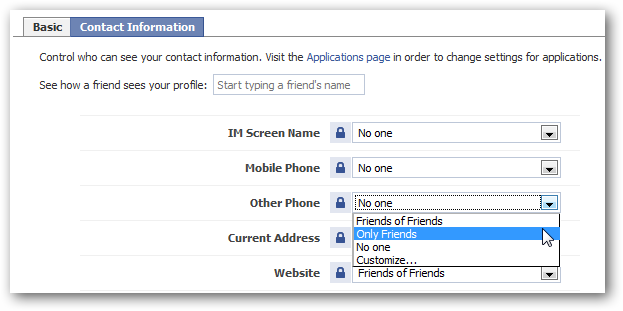 Basic Contact Information
Control who can see your contact information. Visit the Applications page in order to change settings for applications.
See how a friend sees your profile: Start typing a friend's name
IM Screen Name No one
Mobile Phone No one
Other Phone No one
Friends of Friends
Only Friends
Current Address
No one
Customize...
Website Friends of Friends